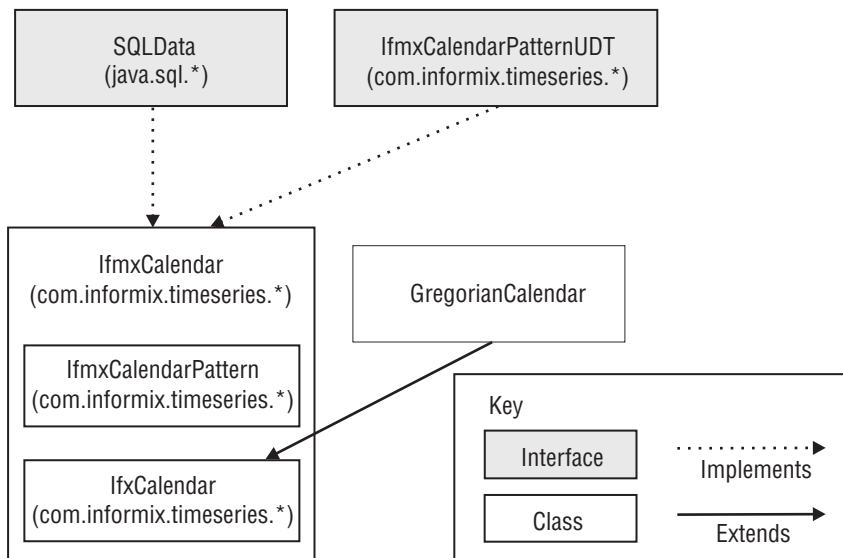 SQLData
(java.sql.*)
IfmxCalendarPatternUDT
(com.informix.timeseries.*)
IfmxCalendar
(com.informix.timeseries.*)
GregorianCalendar
IfmxCalendarPattern
(com.informix.timeseries.*)
IfxCalendar
(com.informix.timeseries.*)
Key
Interface
Implements
Class
Extends